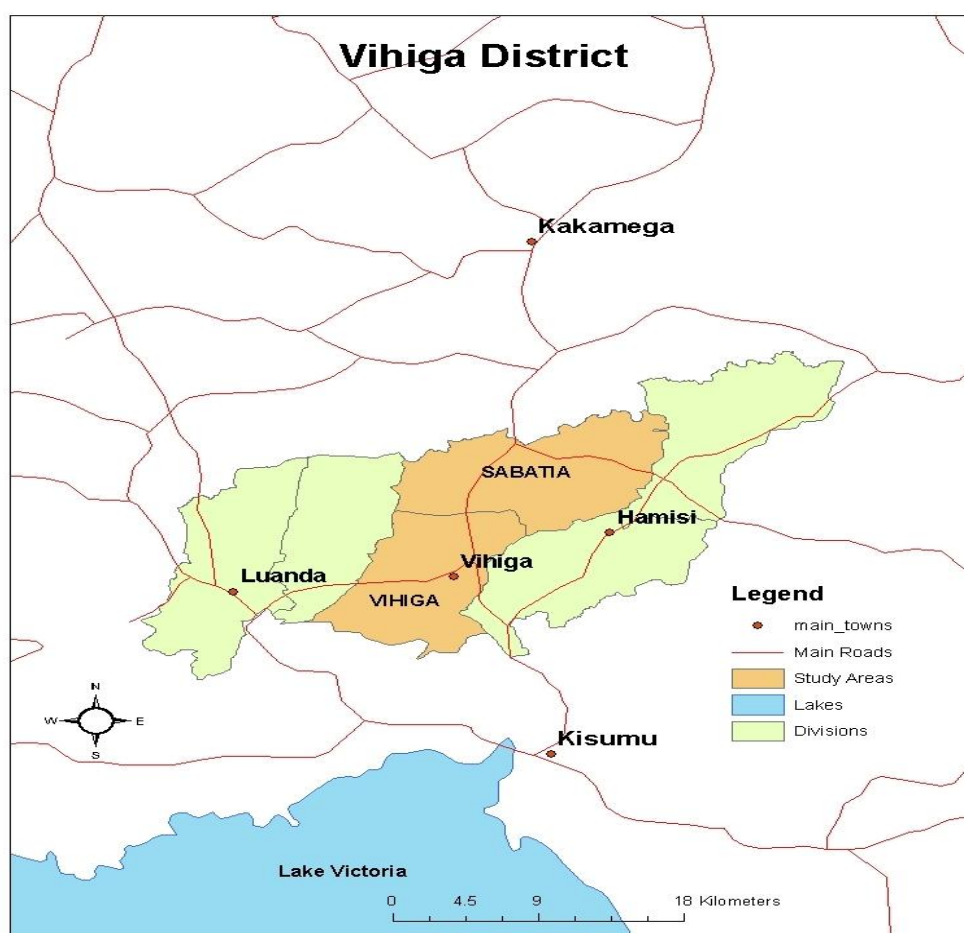 Vihiga District
Kakamega
SABATIA
Hamisi
Vihiga
Luanda
VIHIGA
Legend
main_towns
Main Roads
Study Areas
Lakes
Divisions
N
W E
S
Kisumu
Lake Victoria
0 4.5 9 18 Kilometers